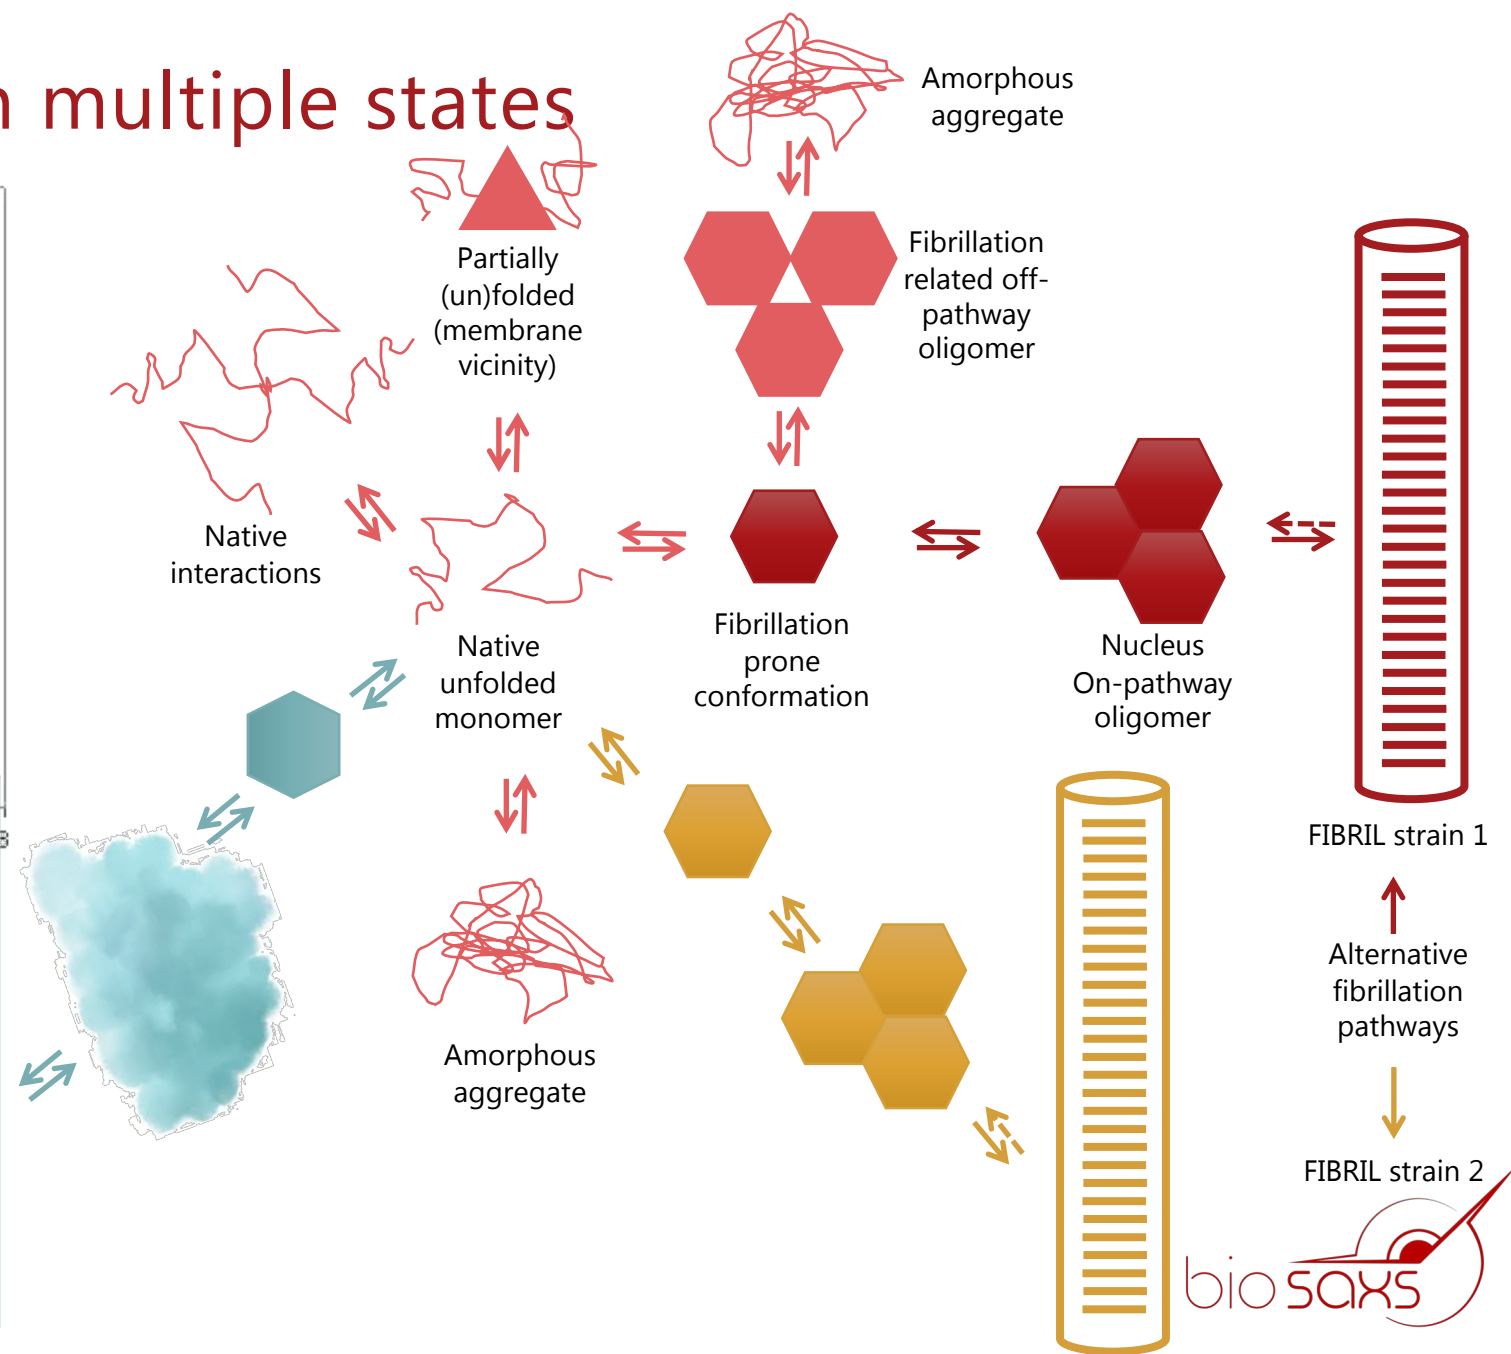 n multiple states
Amorphous
aggregate
Partially
(un)folded
(membrane
vicinity)
Fibrillation
related off-
pathway
oligomer
Native
interactions
Native
unfolded
monomer
Fibrillation
prone
conformation
Nucleus
On-pathway
oligomer
FIBRIL strain 1
Alternative
fibrillation
pathways
FIBRIL strain 2
Amorphous
aggregate
bio saxs